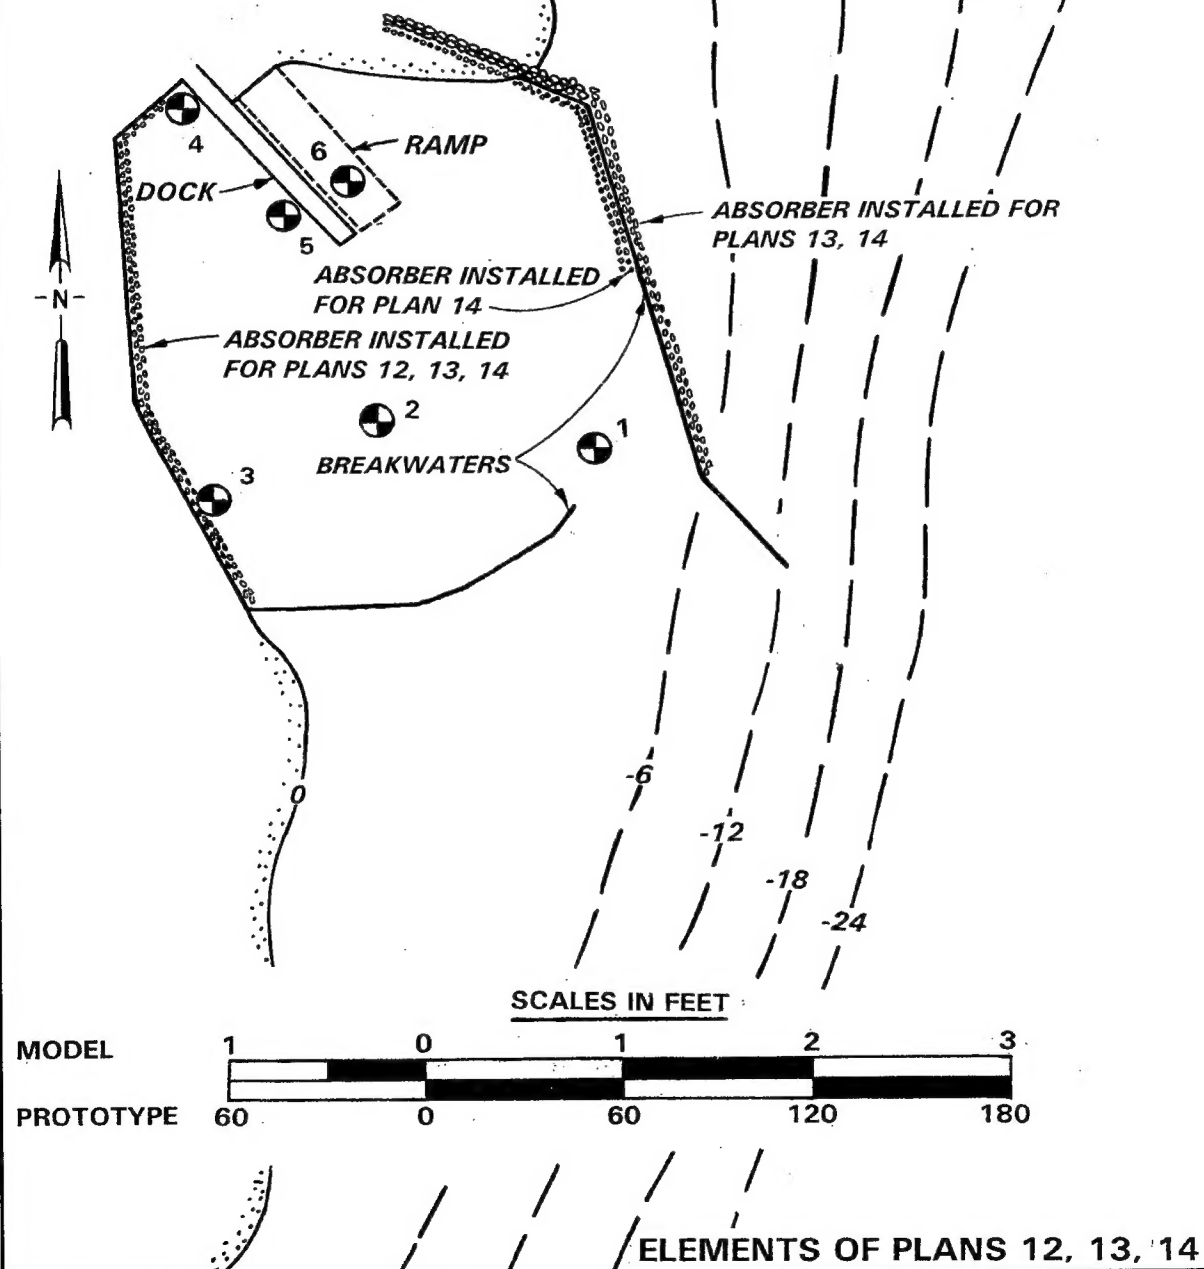 4
6
RAMP
DOCK
5
ABSORBER INSTALLED FOR
PLANS 13, 14
ABSORBER INSTALLED
FOR PLAN 14
-N-
ABSORBER INSTALLED
FOR PLANS 12, 13, 14
2
1
BREAKWATERS
3
-6
0
-12
-18
-24
SCALES IN FEET
MODEL 1 0 1 2 3
PROTOTYPE 60 0 60 120 180
ELEMENTS OF PLANS 12, 13, 14